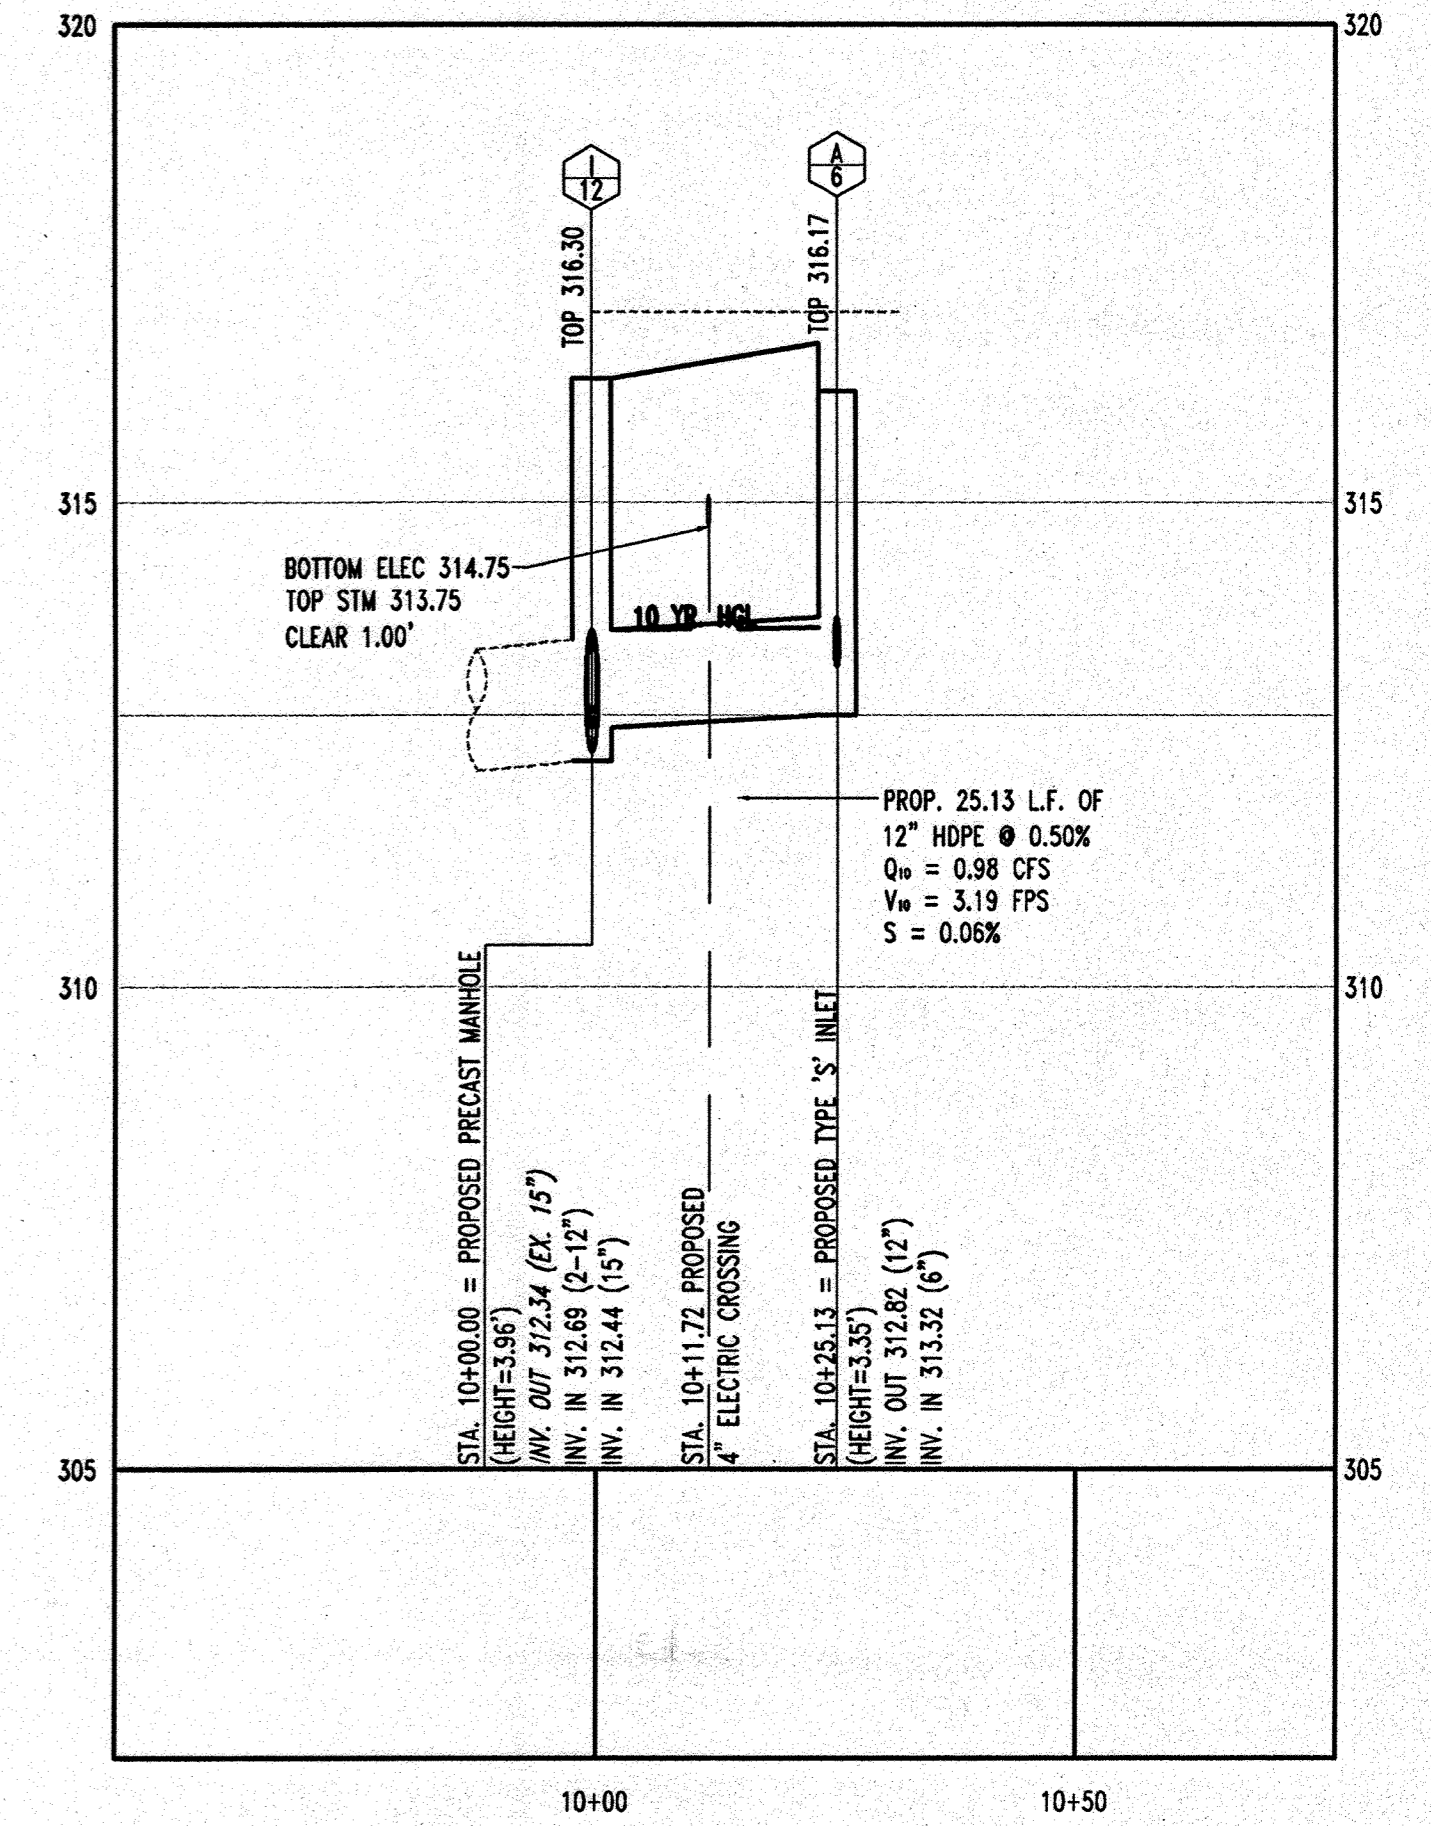 320
320
I
12
A
6
TOP 316.30
TOP 316.17
315
315
BOTTOM ELEC 314.75
TOP STM 313.75
CLEAR 1.00'
10 YR HGL
PROP. 25.13 L.F. OF
12" HDPE @ 0.50%
Q₁₀ = 0.98 CFS
V₁₀ = 3.19 FPS
S = 0.06%
310
310
STA. 10+00.00 = PROPOSED PRECAST MANHOLE
(HEIGHT=3.96')
INV. OUT 312.34 (EX. 15")
INV. IN 312.69 (2-12")
INV. IN 312.44 (15")
STA. 10+11.72 PROPOSED
4" ELECTRIC CROSSING
STA. 10+25.13 = PROPOSED TYPE 'S' INLET
(HEIGHT=3.35')
INV. OUT 312.82 (12")
INV. IN 313.32 (6")
305
305
10+00
10+50